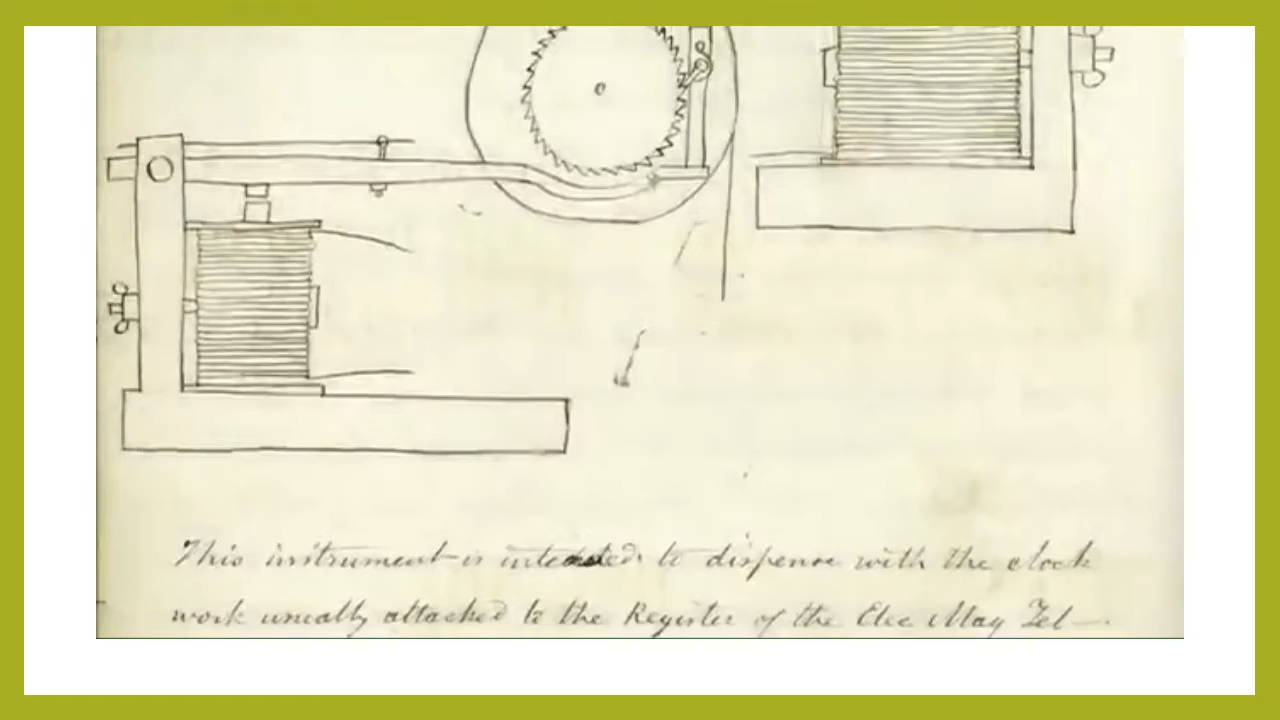 This instrument is intended to dispense with the clock
work usually attached to the Register of the Elec Mag Tel—.